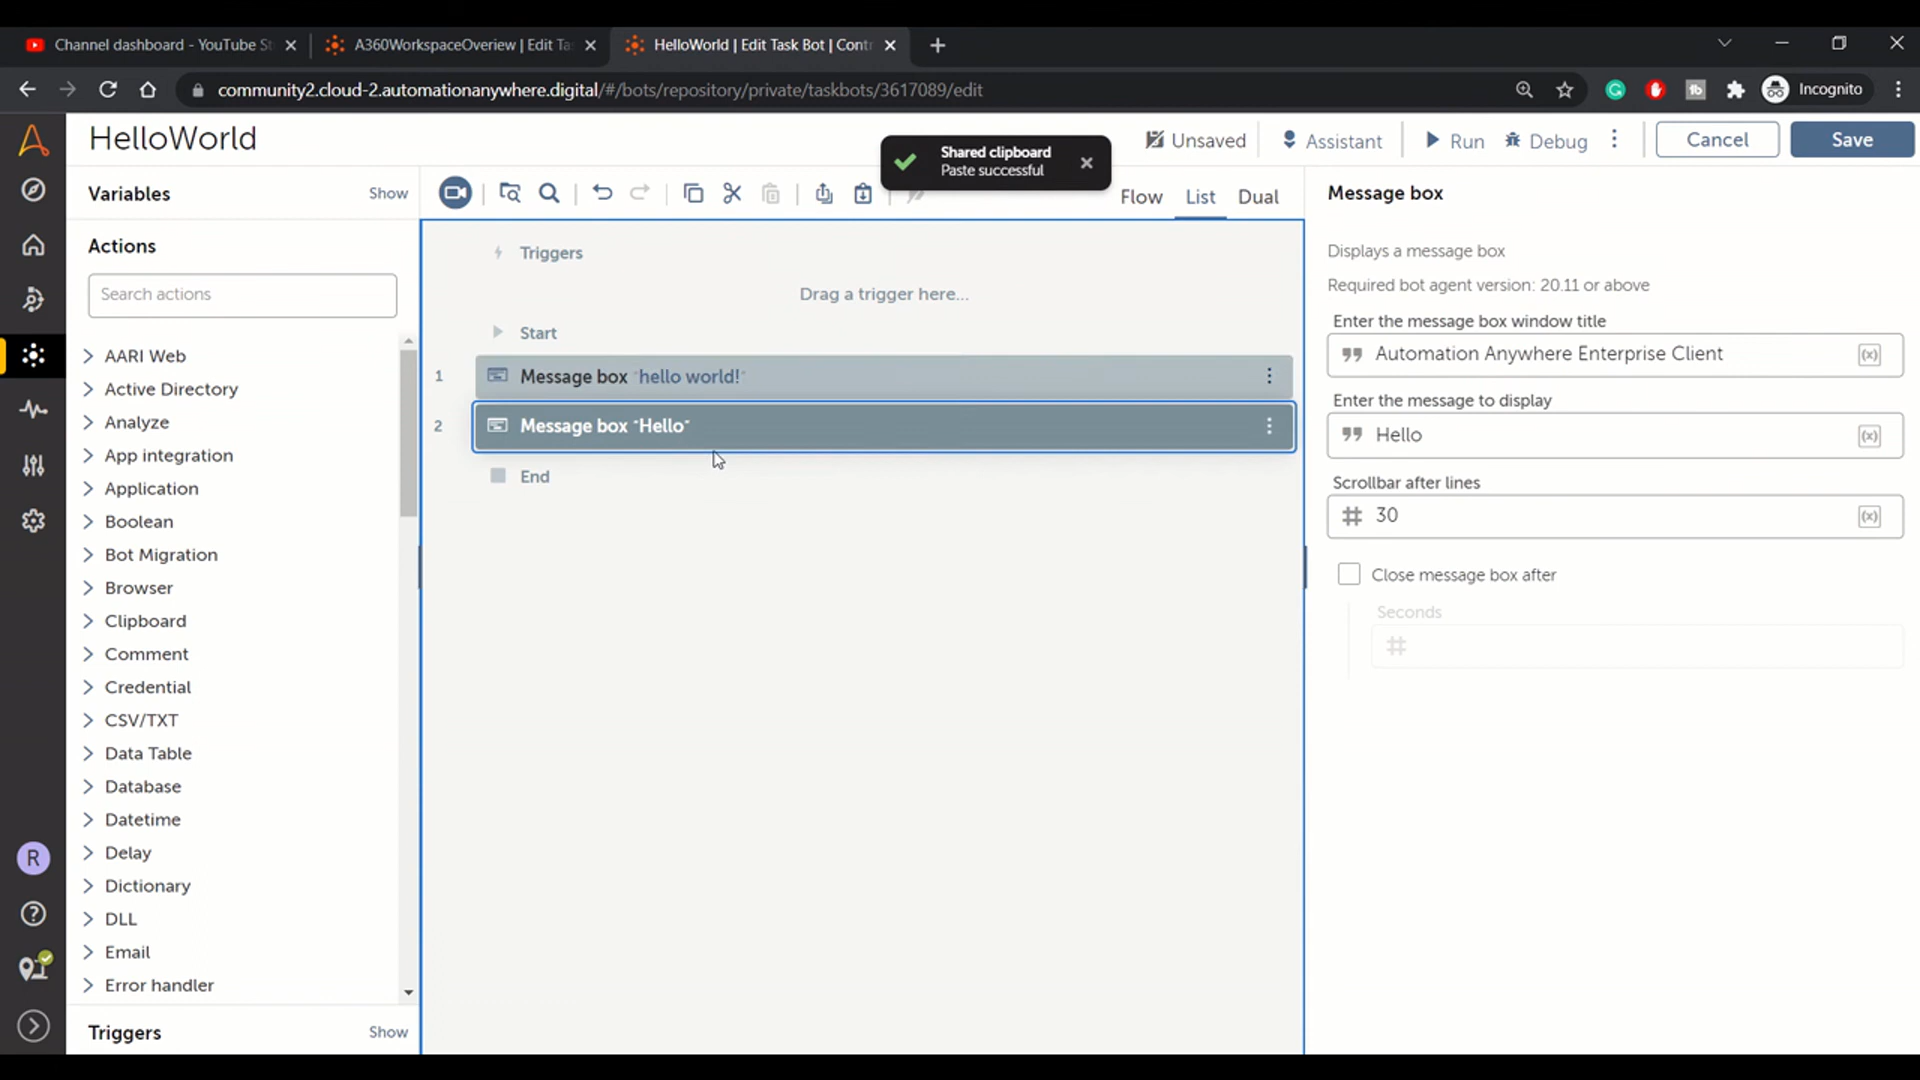 Channel dashboard - YouTube St
A360WorkspaceOveriew | Edit Ta
HelloWorld | Edit Task Bot | Contr
community2.cloud-2.automationanywhere.digital/#/bots/repository/private/taskbots/3617089/edit
Incognito
HelloWorld
Shared clipboard
Paste successful
Unsaved
Assistant
Run
Debug
Cancel
Save
Variables
Show
Flow
List
Dual
Actions
Search actions
AARI Web
Active Directory
Analyze
App integration
Application
Boolean
Bot Migration
Browser
Clipboard
Comment
Credential
CSV/TXT
Data Table
Database
Datetime
Delay
Dictionary
DLL
Email
Error handler
Triggers
Show
R
Triggers
Drag a trigger here...
Start
1 Message box "hello world!"
2 Message box "Hello"
End
Message box
Displays a message box
Required bot agent version: 20.11 or above
Enter the message box window title
Automation Anywhere Enterprise Client
(x)
Enter the message to display
Hello
(x)
Scrollbar after lines
# 30
(x)
Close message box after
Seconds
#